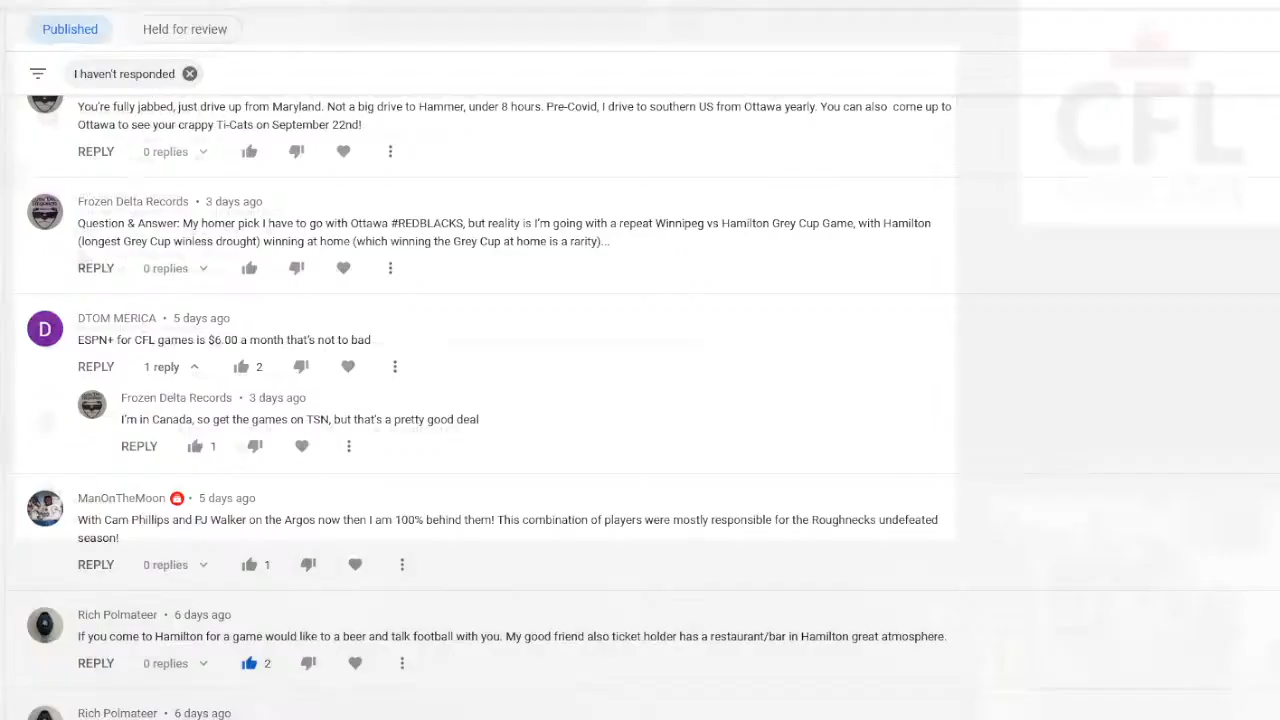 Published
Held for review
I haven't responded
CFL
You're fully jabbed, just drive up from Maryland. Not a big drive to Hammer, under 8 hours. Pre-Covid, I drive to southern US from Ottawa yearly. You can also come up to
Ottawa to see your crappy Ti-Cats on September 22nd!
REPLY 0 replies
Frozen Delta Records • 3 days ago
Question & Answer: My homer pick I have to go with Ottawa #REDBLACKS, but reality is I'm going with a repeat Winnipeg vs Hamilton Grey Cup Game, with Hamilton
(longest Grey Cup winless drought) winning at home (which winning the Grey Cup at home is a rarity)...
REPLY 0 replies
D
DTOM MERICA • 5 days ago
ESPN+ for CFL games is $6.00 a month that's not to bad
REPLY 1 reply 2
Frozen Delta Records • 3 days ago
I'm in Canada, so get the games on TSN, but that's a pretty good deal
REPLY 1
ManOnTheMoon • 5 days ago
With Cam Phillips and PJ Walker on the Argos now then I am 100% behind them! This combination of players were mostly responsible for the Roughnecks undefeated
season!
REPLY 0 replies 1
Rich Polmateer • 6 days ago
If you come to Hamilton for a game would like to a beer and talk football with you. My good friend also ticket holder has a restaurant/bar in Hamilton great atmosphere.
REPLY 0 replies 2
Rich Polmateer • 6 days ago